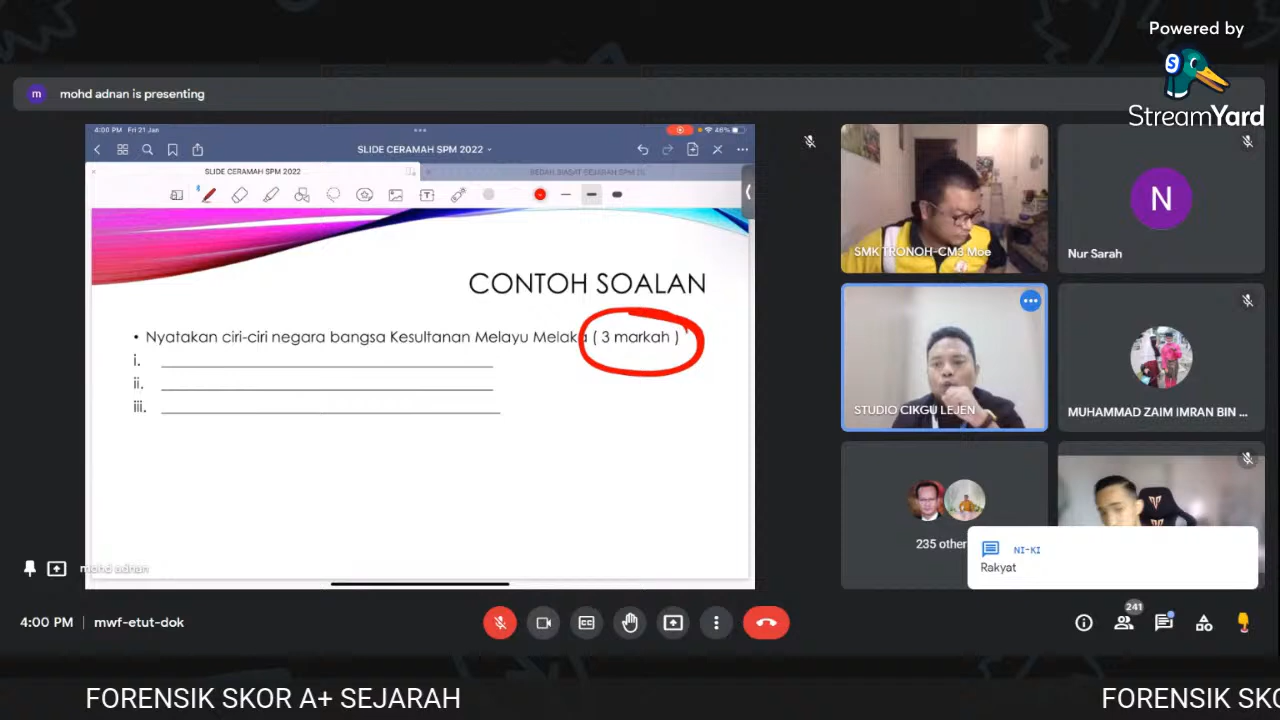 Powered by
StreamYard
m mohd adnan is presenting
4:00 PM Fri 21 Jan
46%
SLIDE CERAMAH SPM 2022
SLIDE CERAMAH SPM 2022
CONTOH SOALAN
• Nyatakan ciri-ciri negara bangsa Kesultanan Melayu Melaka ( 3 markah )
i.
ii.
iii.
mohd adnan
SMK TRONOH-CM3 Moe
N
Nur Sarah
STUDIO CIKGU LEJEN
MUHAMMAD ZAIM IMRAN BIN ...
235 other
NI-KI
Rakyat
4:00 PM | mwf-etut-dok
241
FORENSIK SKOR A+ SEJARAH
FORENSIK SKO